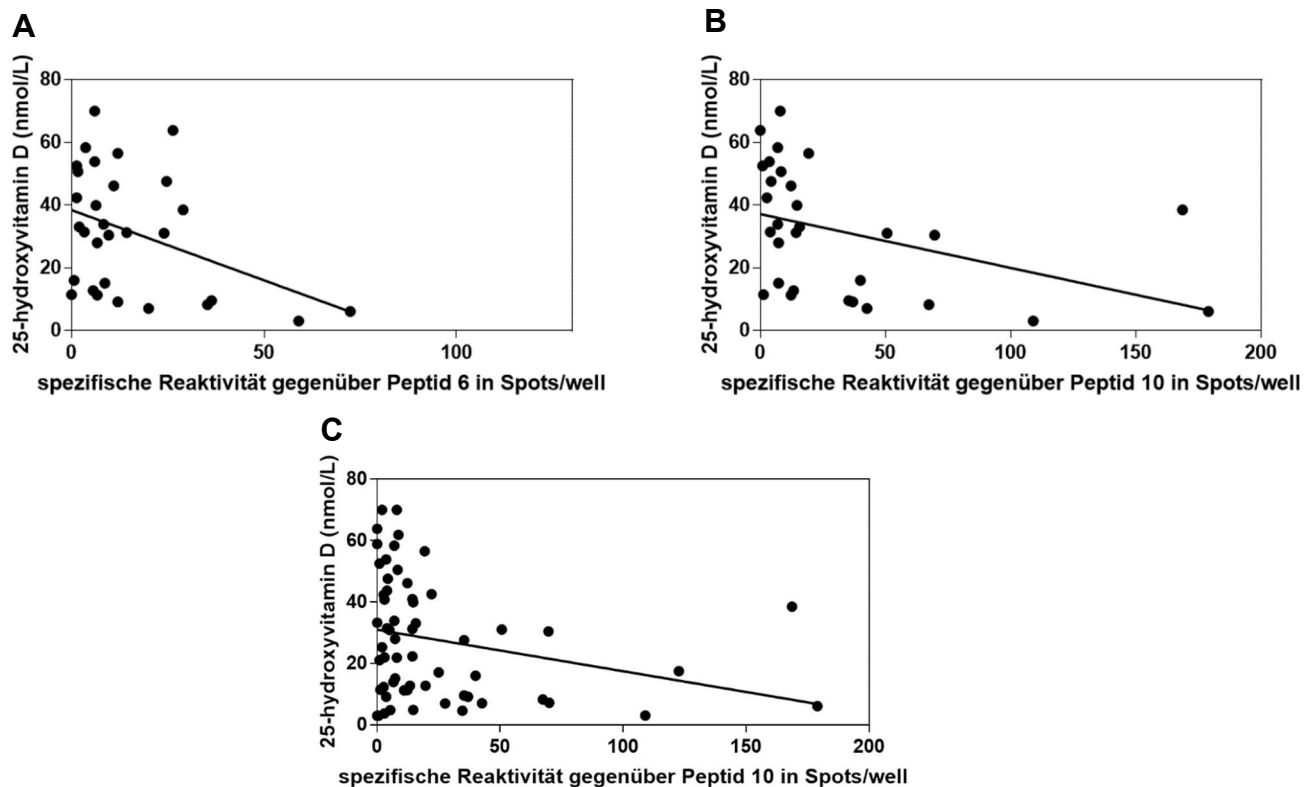 A
25-hydroxyvitamin D (nmol/L)
80
60
40
20
0
0 50 100
spezifische Reaktivität gegenüber Peptid 6 in Spots/well
B
25-hydroxyvitamin D (nmol/L)
80
60
40
20
0
0 50 100 150 200
spezifische Reaktivität gegenüber Peptid 10 in Spots/well
C
25-hydroxyvitamin D (nmol/L)
80
60
40
20
0
0 50 100 150 200
spezifische Reaktivität gegenüber Peptid 10 in Spots/well